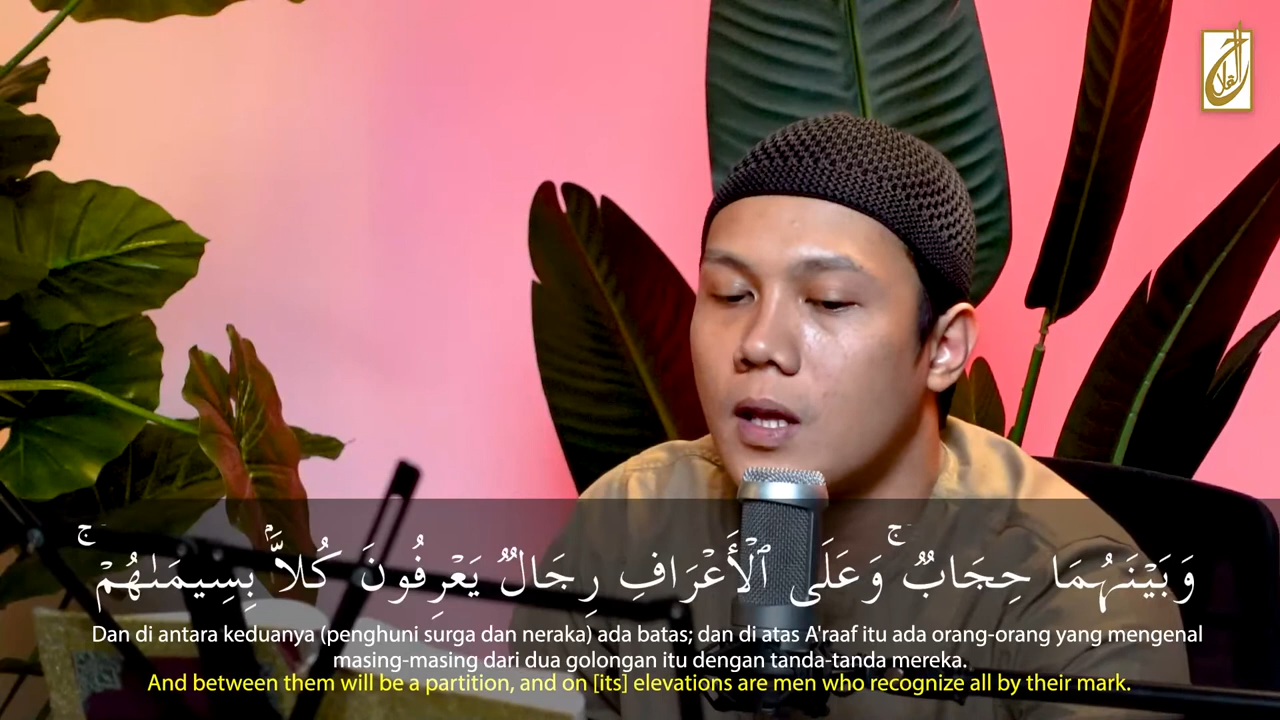 وَبَيْنَهُمَا حِجَابٌ ۚ وَعَلَى ٱلْأَعْرَافِ رِجَالٌ يَعْرِفُونَ كُلاًّۢ بِسِيمَىٰهُمْ ۚ
Dan di antara keduanya (penghuni surga dan neraka) ada batas; dan di atas A'raaf itu ada orang-orang yang mengenal
masing-masing dari dua golongan itu dengan tanda-tanda mereka.
And between them will be a partition, and on [its] elevations are men who recognize all by their mark.